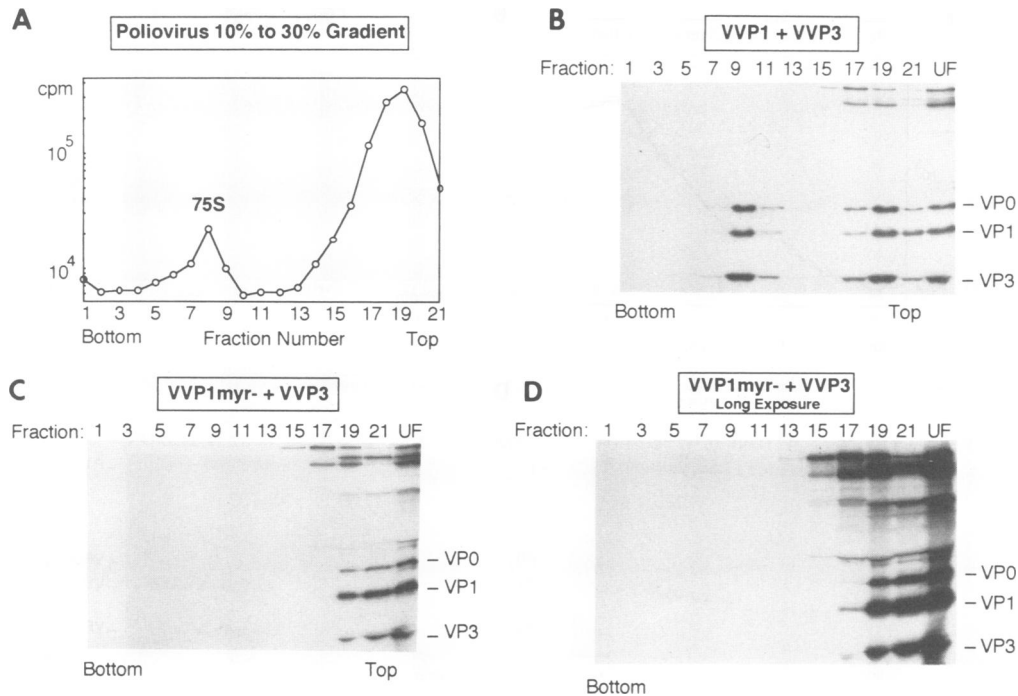 A
Poliovirus 10% to 30% Gradient
cpm
10^5
10^4
75S
1 3 5 7 9 11 13 15 17 19 21
Bottom Fraction Number Top
B
VVP1 + VVP3
Fraction: 1 3 5 7 9 11 13 15 17 19 21 UF
– VP0
– VP1
– VP3
Bottom Top
C
VVP1myr- + VVP3
Fraction: 1 3 5 7 9 11 13 15 17 19 21 UF
– VP0
– VP1
– VP3
Bottom Top
D
VVP1myr- + VVP3
Long Exposure
Fraction: 1 3 5 7 9 11 13 15 17 19 21 UF
– VP0
– VP1
– VP3
Bottom